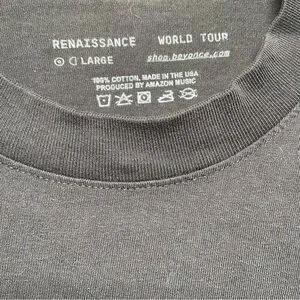 RENAISSANCE WORLD TOUR
LARGE shop.beyonce.com
100% COTTON, MADE IN THE USA
PRODUCED BY AMAZON MUSIC